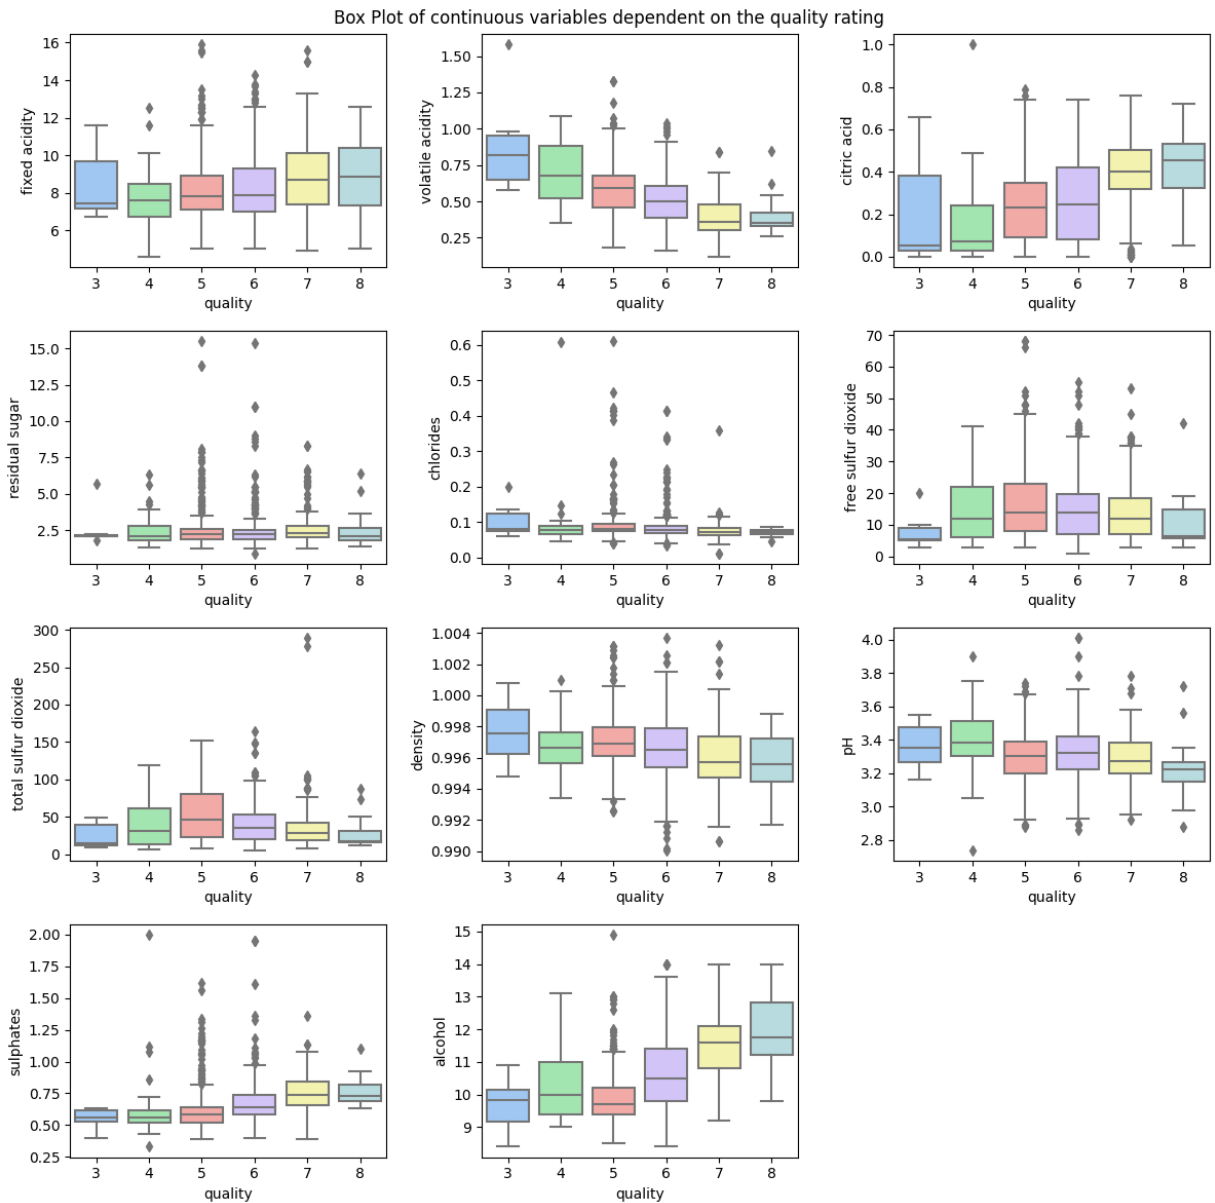 Box Plot of continuous variables dependent on the quality rating
16
14
12
10
8
6
fixed acidity
3 4 5 6 7 8
quality
1.50
1.25
1.00
0.75
0.50
0.25
volatile acidity
3 4 5 6 7 8
quality
1.0
0.8
0.6
0.4
0.2
0.0
citric acid
3 4 5 6 7 8
quality
15.0
12.5
10.0
7.5
5.0
2.5
residual sugar
3 4 5 6 7 8
quality
0.6
0.5
0.4
0.3
0.2
0.1
0.0
chlorides
3 4 5 6 7 8
quality
70
60
50
40
30
20
10
0
free sulfur dioxide
3 4 5 6 7 8
quality
300
250
200
150
100
50
0
total sulfur dioxide
3 4 5 6 7 8
quality
1.004
1.002
1.000
0.998
0.996
0.994
0.992
0.990
density
3 4 5 6 7 8
quality
4.0
3.8
3.6
3.4
3.2
3.0
2.8
pH
3 4 5 6 7 8
quality
2.00
1.75
1.50
1.25
1.00
0.75
0.50
0.25
sulphates
3 4 5 6 7 8
quality
15
14
13
12
11
10
9
alcohol
3 4 5 6 7 8
quality